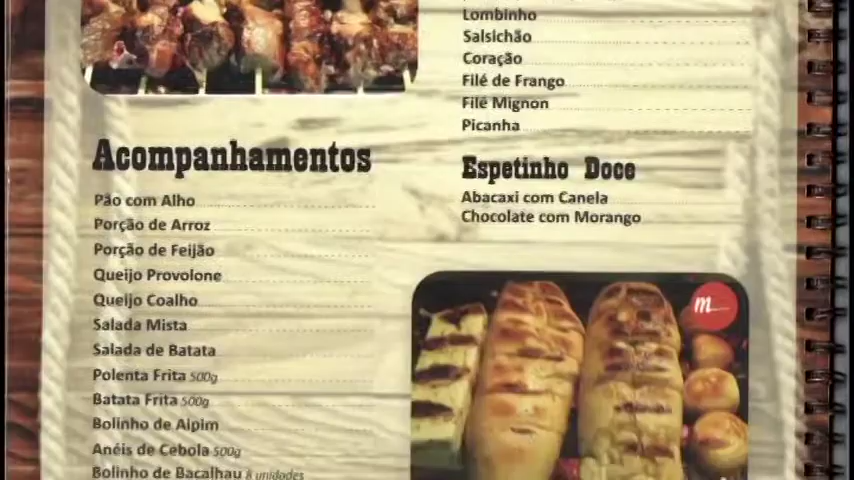 Acompanhamentos
Pão com Alho
Porção de Arroz
Porção de Feijão
Queijo Provolone
Queijo Coalho
Salada Mista
Salada de Batata
Polenta Frita 500g
Batata Frita 500g
Bolinho de Aipim
Anéis de Cebola 500g
Bolinho de Bacalhau 8 unidades
Lombinho
Salsichão
Coração
Filé de Frango
Filé Mignon
Picanha
Espetinho Doce
Abacaxi com Canela
Chocolate com Morango
m